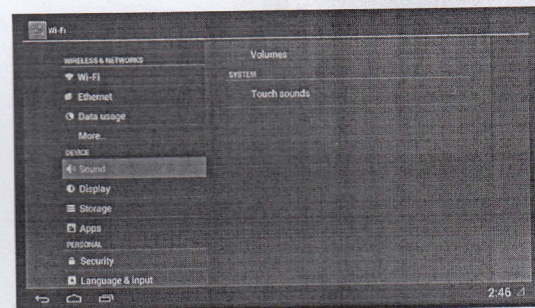 Wi-Fi
WIRELESS & NETWORKS
Wi-Fi
Ethernet
Data usage
More...
DEVICE
Sound
Display
Storage
Apps
PERSONAL
Security
Language & input
Volumes
SYSTEM
Touch sounds
2:46